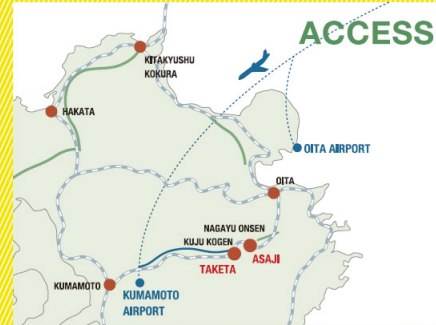 ACCESS
KITAKYUSHU
KOKURA
HAKATA
OITA AIRPORT
OITA
NAGAYU ONSEN
KUJU KOGEN
ASAJI
TAKETA
KUMAMOTO
KUMAMOTO
AIRPORT